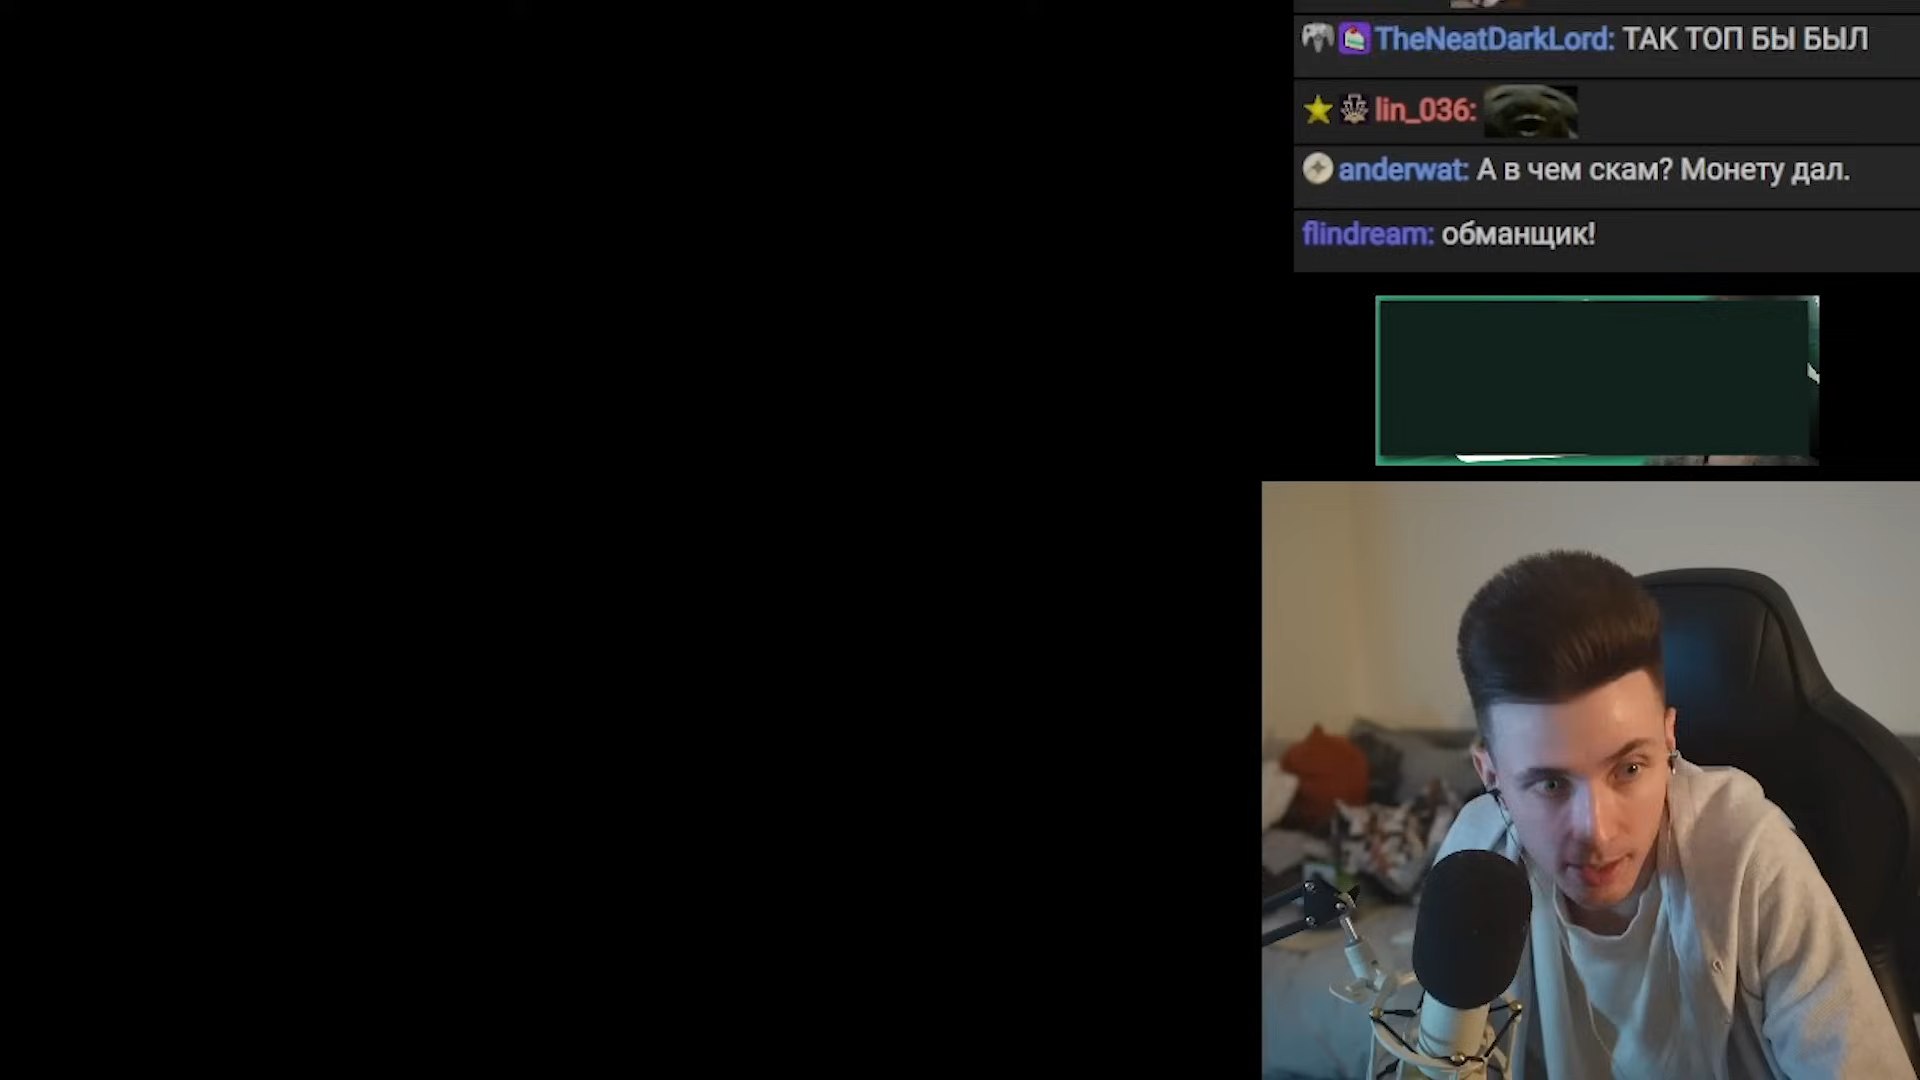 TheNeatDarkLord: ТАК ТОП БЫ БЫЛ
lin_036:
anderwat: А в чем скам? Монету дал.
flindream: обманщик!